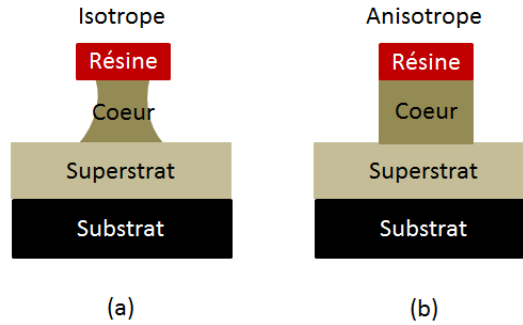 Isotrope
Anisotrope
Résine
Résine
Coeur
Coeur
Superstrat
Superstrat
Substrat
Substrat
(a)
(b)